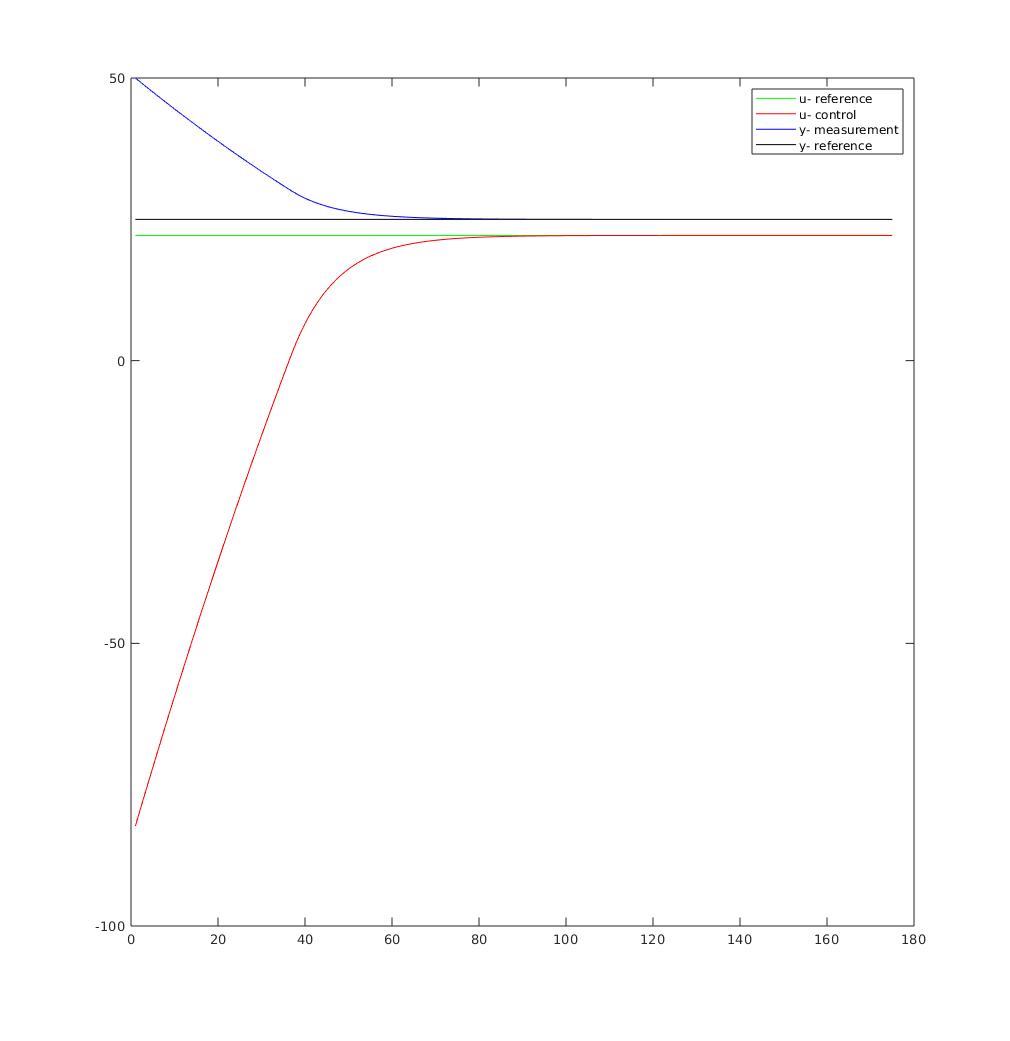 50
u- reference
u- control
y- measurement
y- reference
0
-50
-100
0 20 40 60 80 100 120 140 160 180